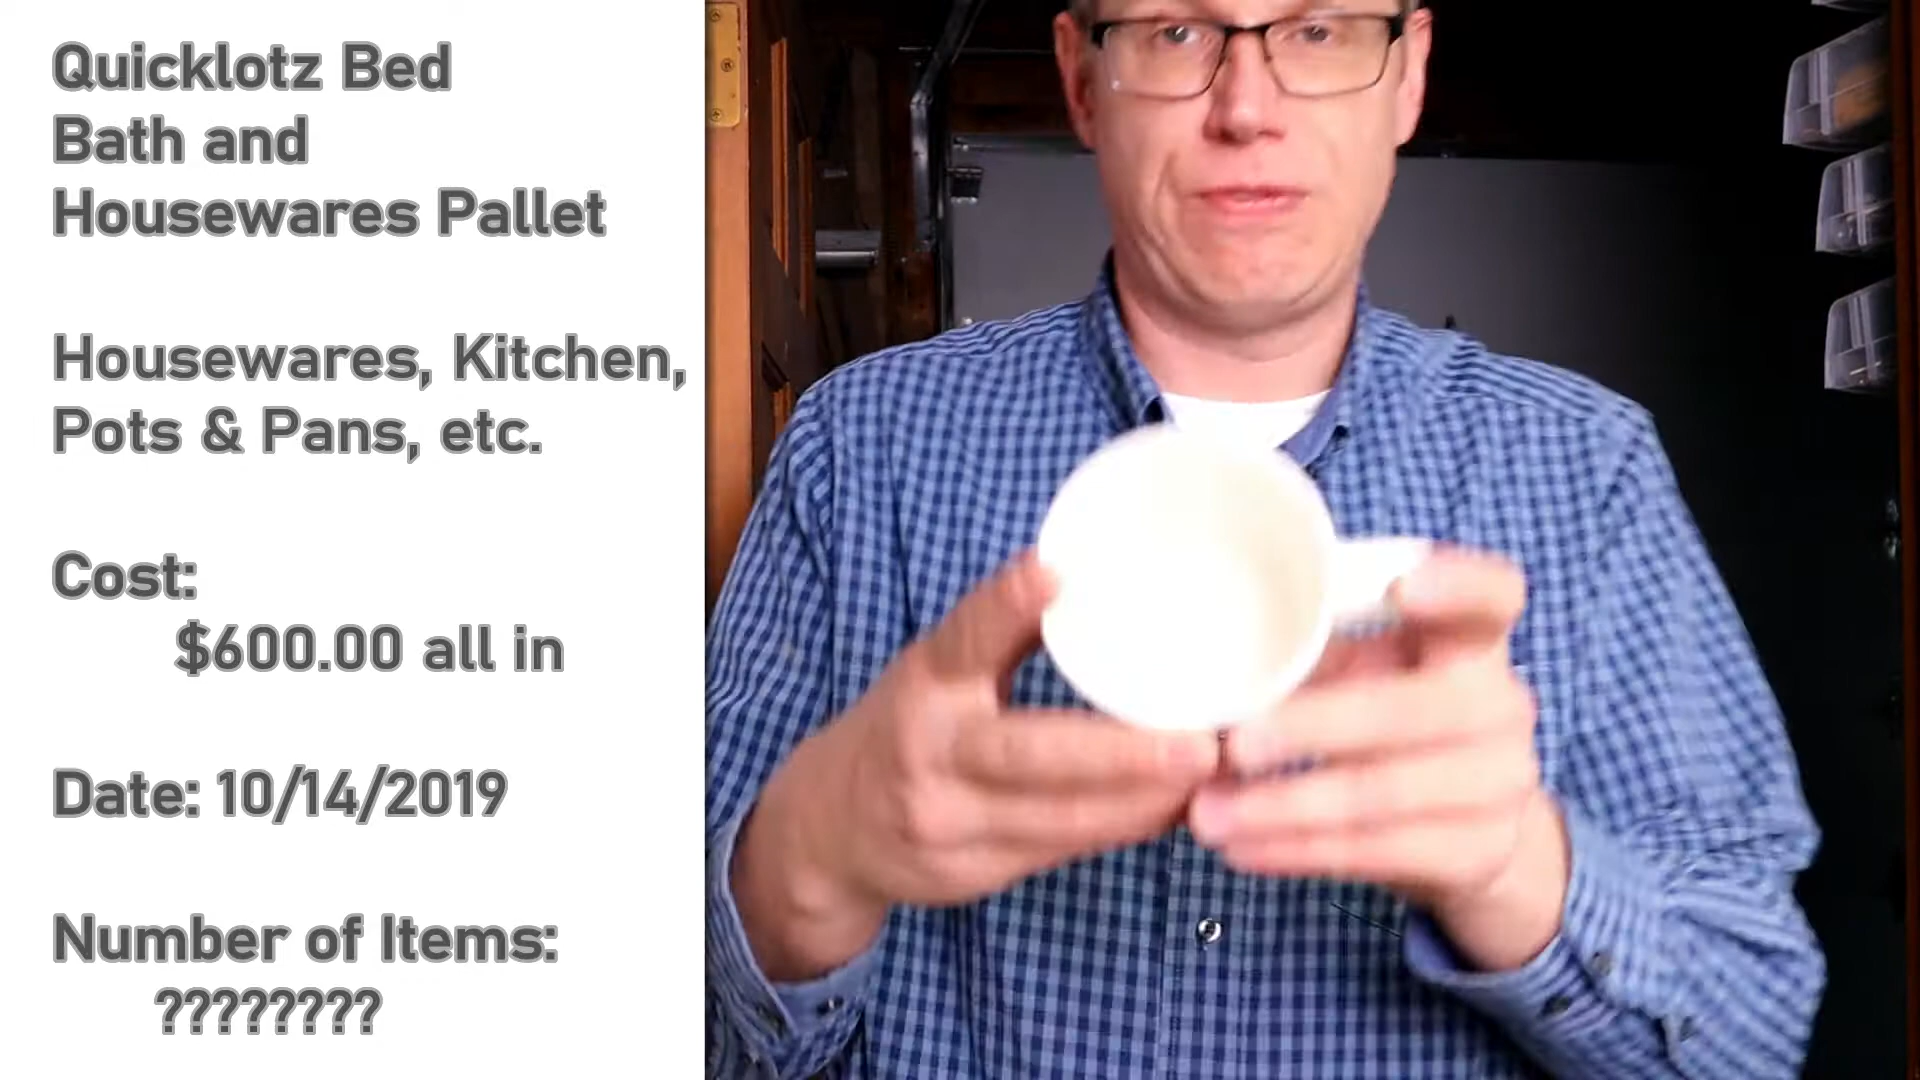 Quicklotz Bed
Bath and
Housewares Pallet
Housewares, Kitchen,
Pots & Pans, etc.
Cost:
$600.00 all in
Date: 10/14/2019
Number of Items:
????????